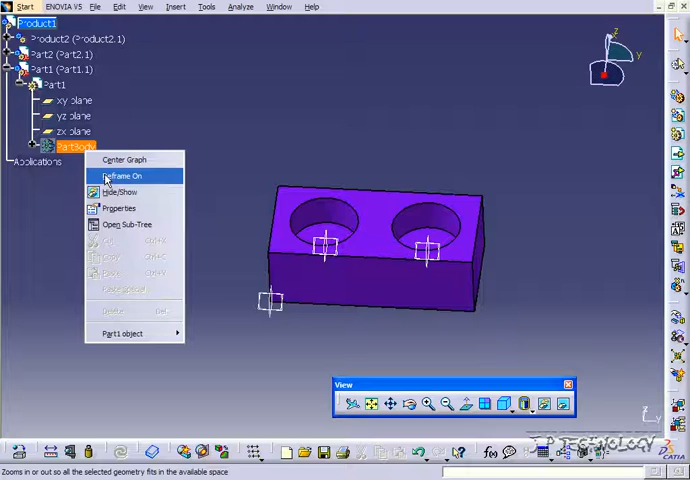 Start ENOVIA V5 File Edit View Insert Tools Analyze Window Help
Product1
Product2 (Product2.1)
Part2 (Part2.1)
Part1 (Part1.1)
Part1
xy plane
yz plane
zx plane
PartBody
Applications
Center Graph
Reframe On
Hide/Show
Properties
Open Sub-Tree
Cut Ctrl+X
Copy Ctrl+C
Paste Ctrl+V
Paste Special
Delete Del
Part1 object
z
y
View
z
y
f(x)
TECHNOLOGY
CATIA
Zooms in or out so all the selected geometry fits in the available space